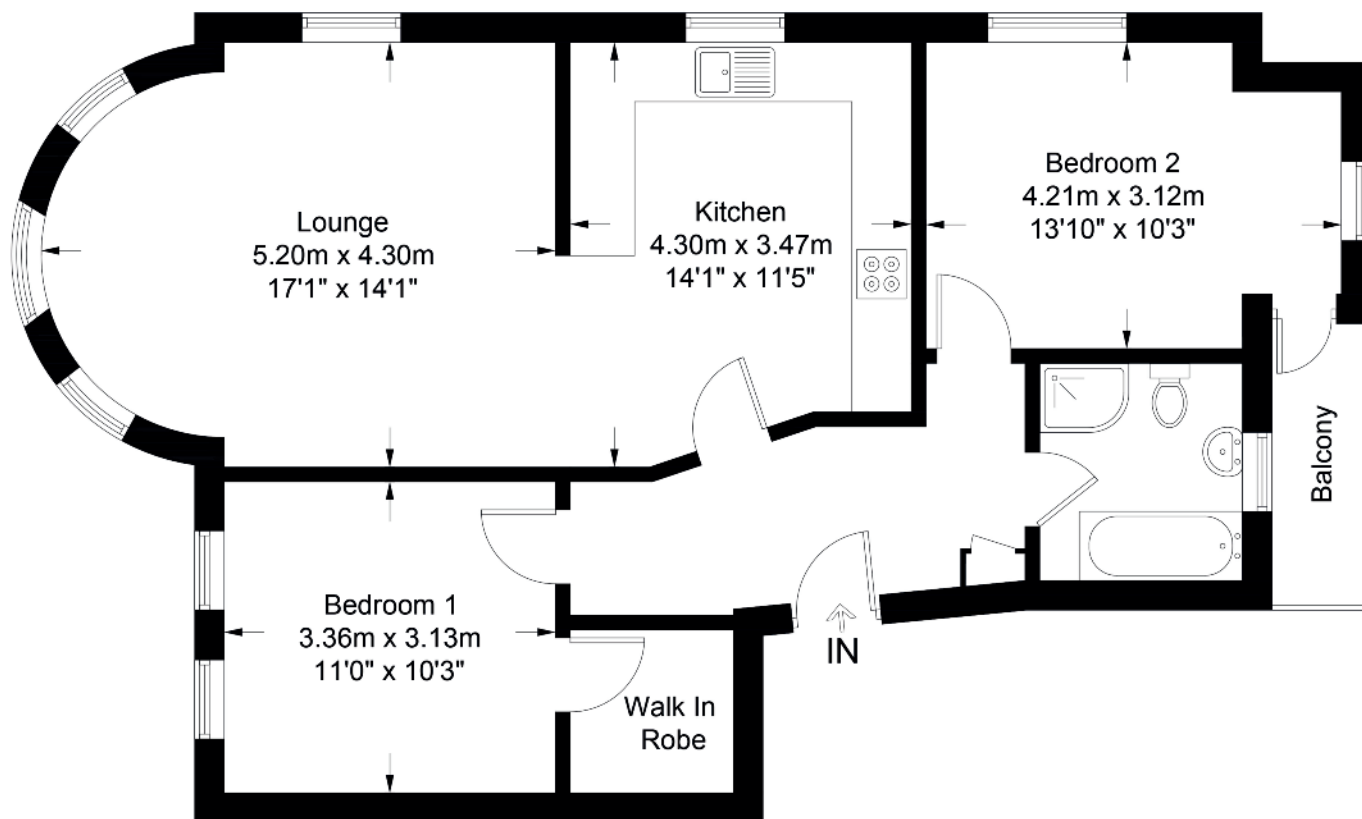 Lounge
5.20m x 4.30m
17'1" x 14'1"
Kitchen
4.30m x 3.47m
14'1" x 11'5"
Bedroom 2
4.21m x 3.12m
13'10" x 10'3"
Balcony
Bedroom 1
3.36m x 3.13m
11'0" x 10'3"
Walk In
Robe
IN